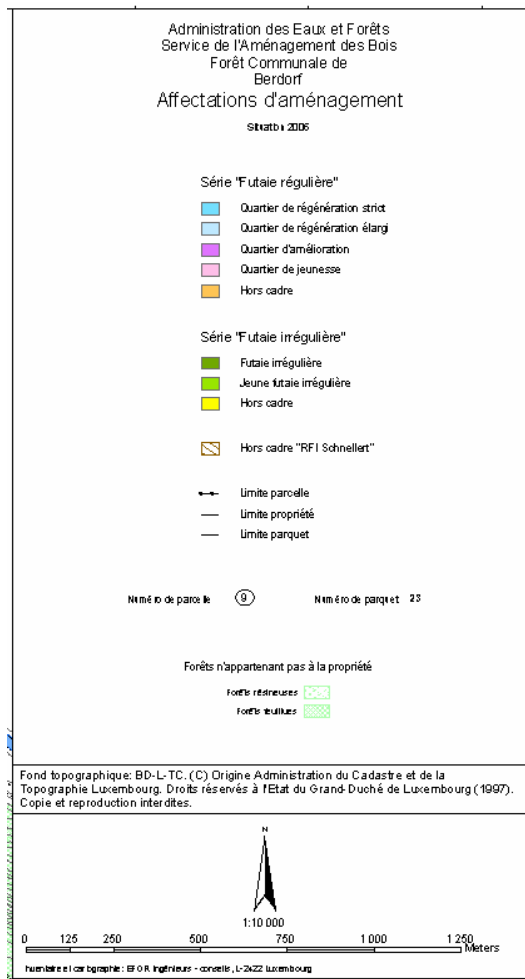 Administration des Eaux et Forêts
Service de l'Aménagement des Bois
Forêt Communale de
Berdorf
Affectations d'aménagement
Situation 2006
Série "Futaie régulière"
Quartier de régénération strict
Quartier de régénération élargi
Quartier d'amélioration
Quartier de jeunesse
Hors cadre
Série "Futaie irrégulière"
Futaie irrégulière
Jeune futaie irrégulière
Hors cadre
Hors cadre "RFI Schnellert"
Limite parcelle
Limite propriété
Limite parquet
Numéro de parcelle 9 Numéro de parquet 23
Forêts n'appartenant pas à la propriété
Forêts résineuses
Forêts feuillues
Fond topographique: BD-L-TC. (C) Origine Administration du Cadastre et de la
Topographie Luxembourg. Droits réservés à l'Etat du Grand-Duché de Luxembourg (1997).
Copie et reproduction interdites.
N
1:10 000
0 125 250 500 750 1 000 1 250
Meters
Inventaire et cartographie: EFOR Ingénieurs - conseils, L-2422 Luxembourg